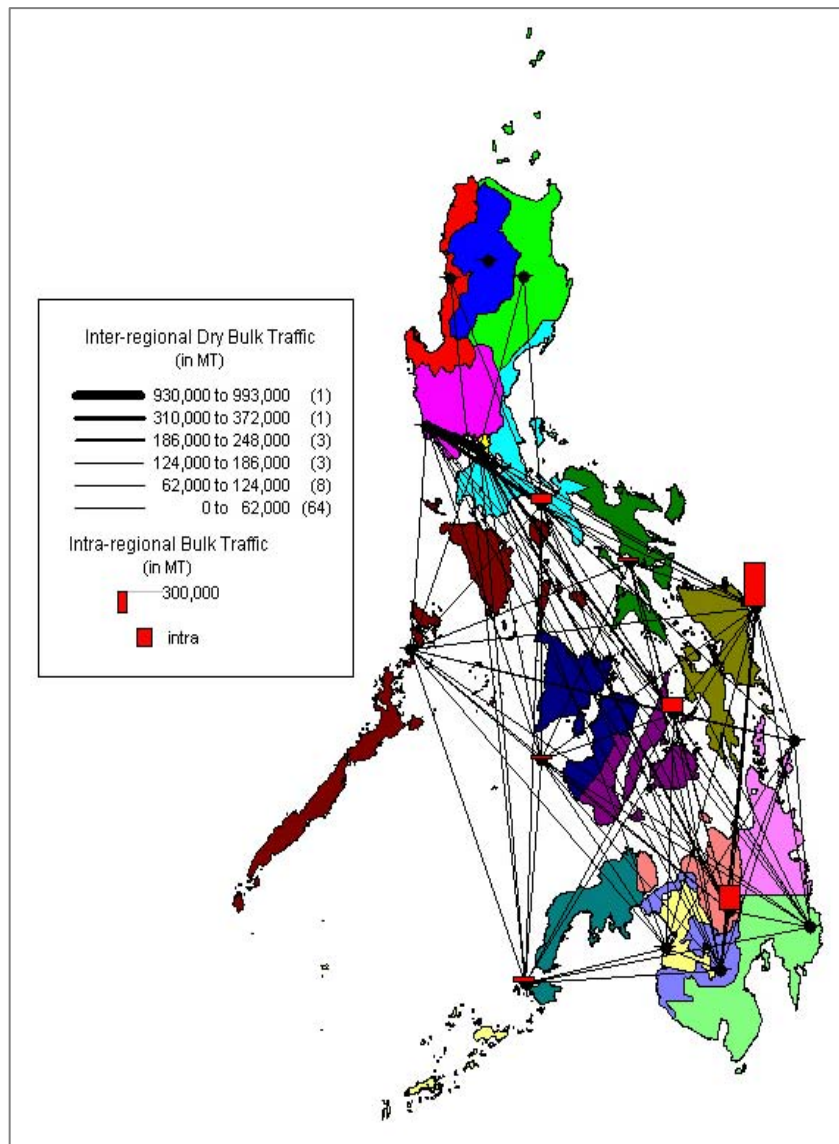 Inter-regional Dry Bulk Traffic
(in MT)
930,000 to 993,000 (1)
310,000 to 372,000 (1)
186,000 to 248,000 (3)
124,000 to 186,000 (3)
62,000 to 124,000 (8)
0 to 62,000 (64)
Intra-regional Bulk Traffic
(in MT)
300,000
intra